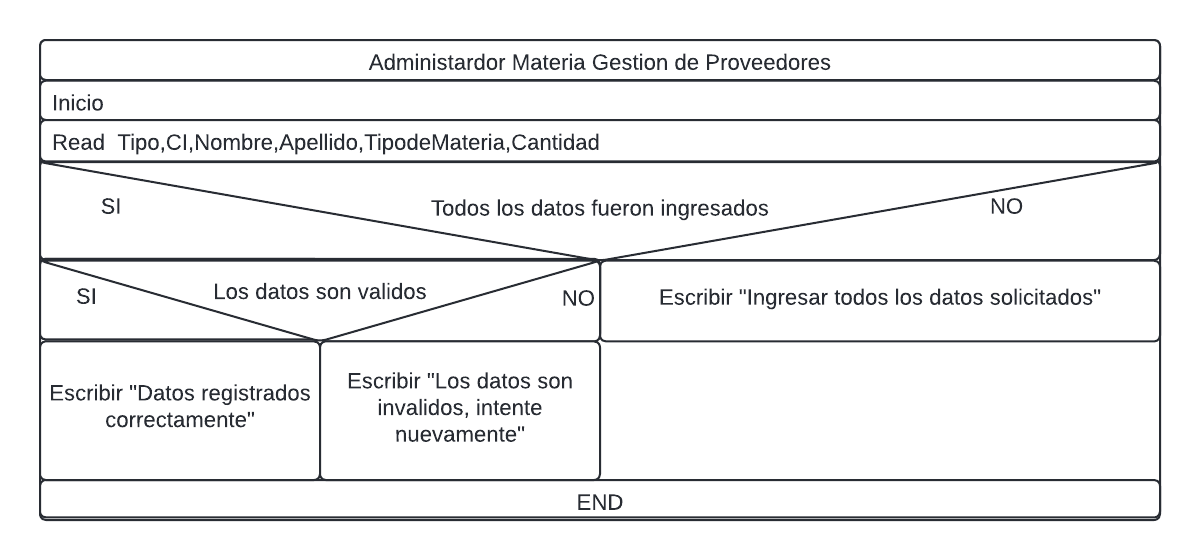 Administardor Materia Gestion de Proveedores
Inicio
Read  Tipo,CI,Nombre,Apellido,TipodeMateria,Cantidad
SI
Todos los datos fueron ingresados
NO
SI
Los datos son validos
NO
Escribir "Ingresar todos los datos solicitados"
Escribir "Datos registrados
correctamente"
Escribir "Los datos son
invalidos, intente
nuevamente"
END